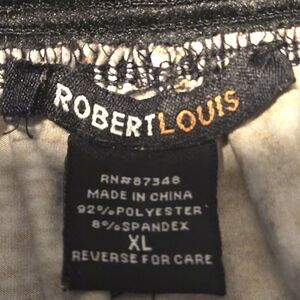 ROBERTLOUIS
RN#87348
MADE IN CHINA
92%POLYESTER
8%SPANDEX
XL
REVERSE FOR CARE